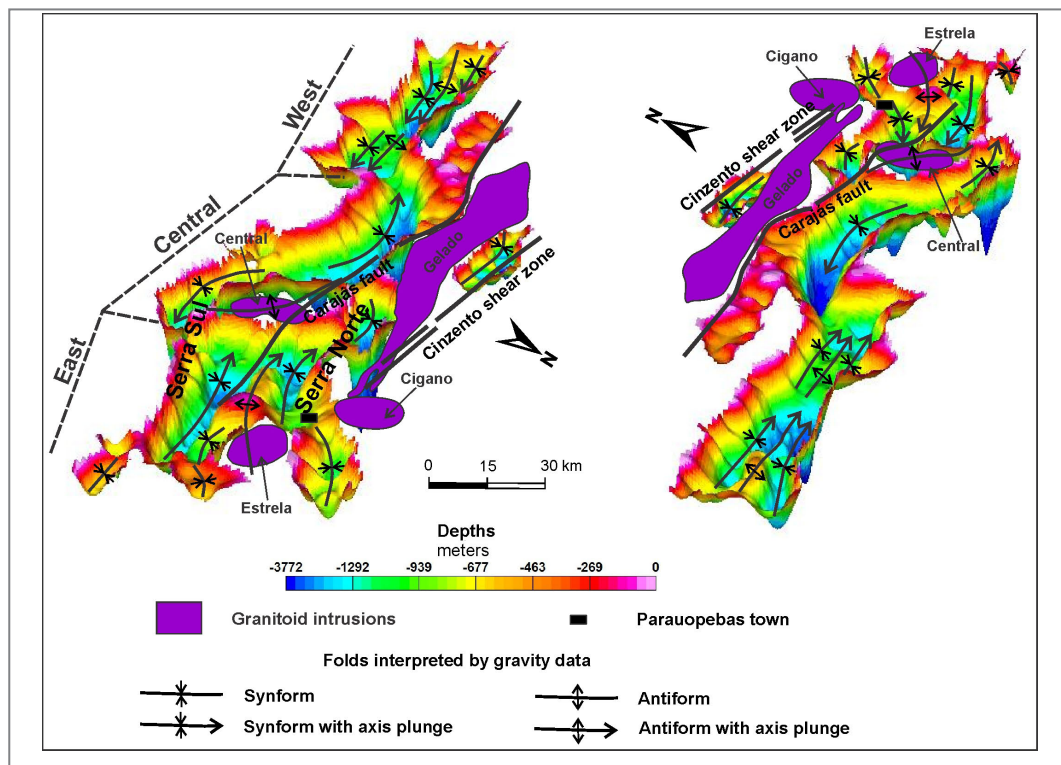 West
Central
East
Central
Serra Sul
Carajás fault
Serra Norte
Gelado
Cinzento shear zone
N
Cigano
Estrela
Estrela
Cigano
N
Cinzento shear zone
Gelado
Carajás fault
Central
0 15 30 km
Depths
meters
-3772 -1292 -939 -677 -463 -269 0
Granitoid intrusions
Parauopebas town
Folds interpreted by gravity data
Synform
Antiform
Synform with axis plunge
Antiform with axis plunge